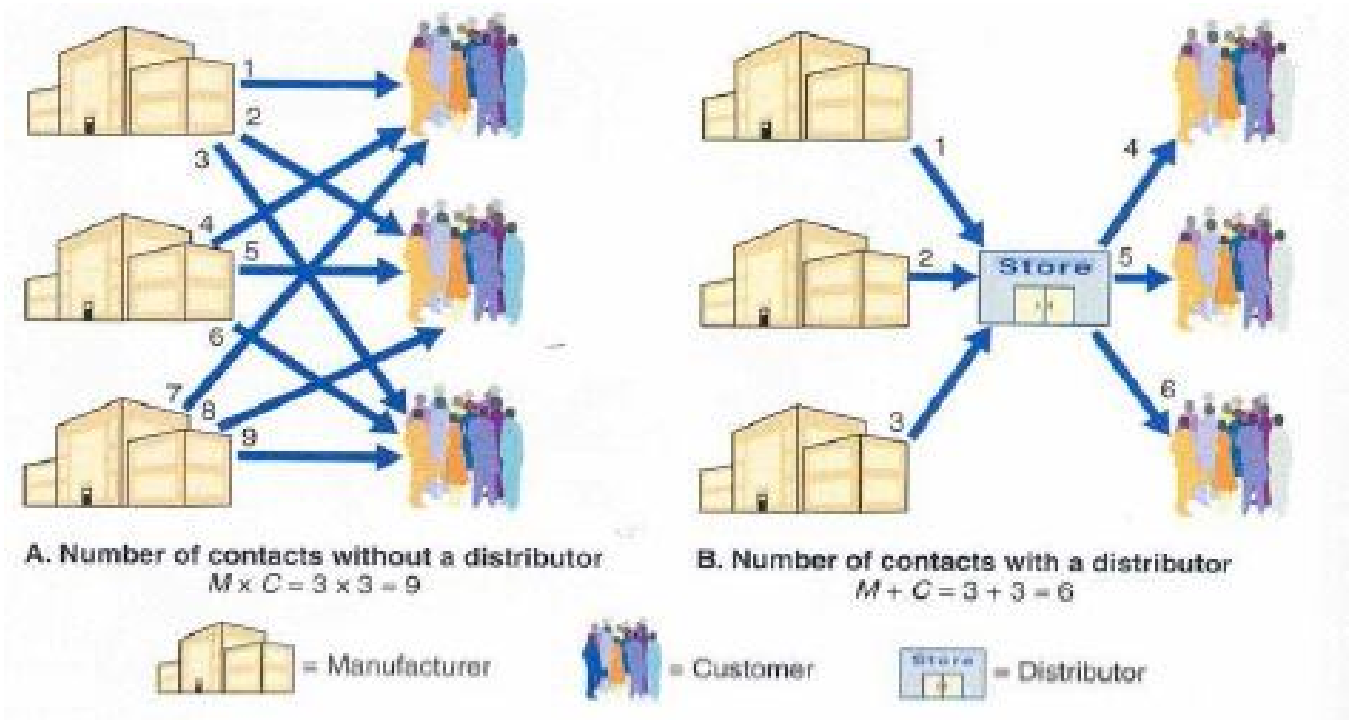 1
2
3
4
5
6
7
8
9
1
2
3
4
5
6
Store
A. Number of contacts without a distributor
M × C = 3 × 3 = 9
B. Number of contacts with a distributor
M + C = 3 + 3 = 6
= Manufacturer
= Customer
Store
= Distributor